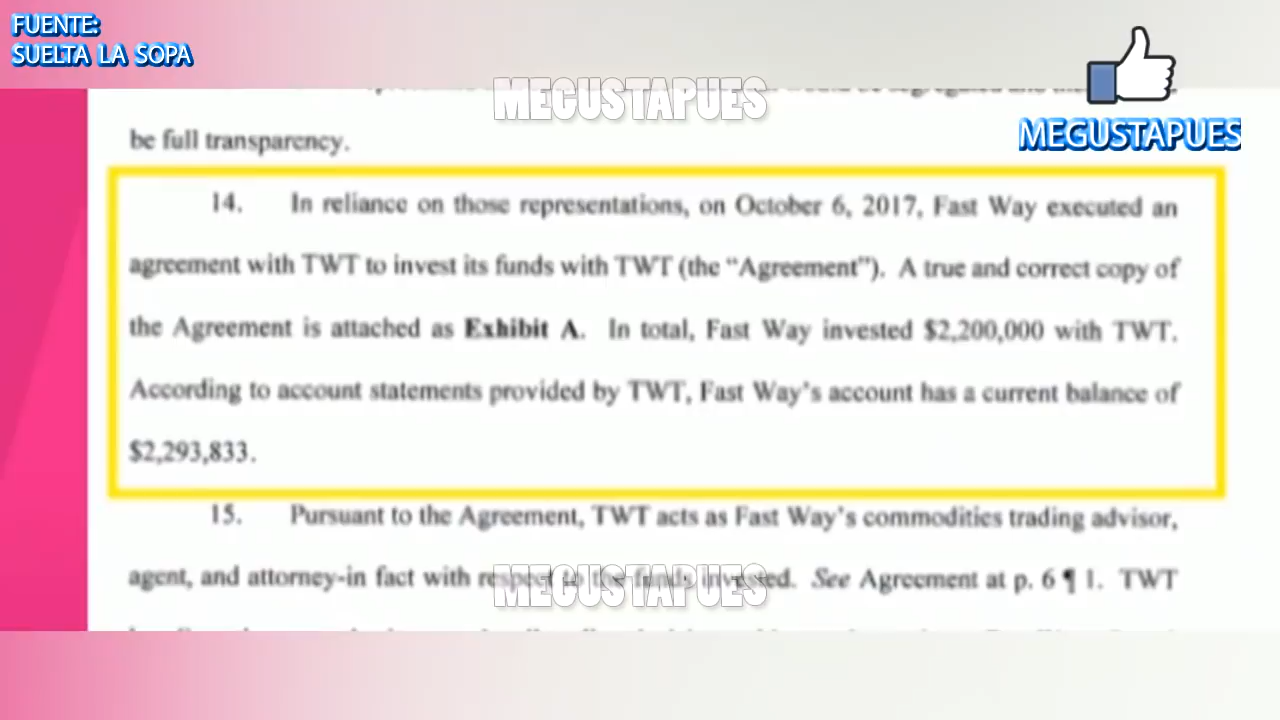 FUENTE:
SUELTA LA SOPA
MEGUSTAPUES
MEGUSTAPUES
be full transparency.
14. In reliance on those representations, on October 6, 2017, Fast Way executed an
agreement with TWT to invest its funds with TWT (the “Agreement”). A true and correct copy of
the Agreement is attached as Exhibit A. In total, Fast Way invested $2,200,000 with TWT.
According to account statements provided by TWT, Fast Way’s account has a current balance of
$2,293,833.
15. Pursuant to the Agreement, TWT acts as Fast Way’s commodities trading advisor,
agent, and attorney-in fact with respect to the funds invested. See Agreement at p. 6 ¶ 1. TWT
MEGUSTAPUES